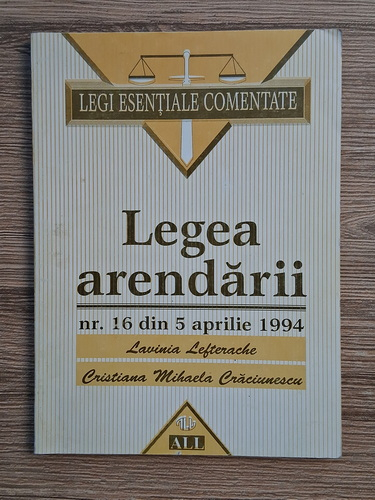 LEGI ESENȚIALE COMENTATE
Legea
arendării
nr. 16 din 5 aprilie 1994
Lavinia Lefterache
Cristiana Mihaela Crăciunescu
ALL